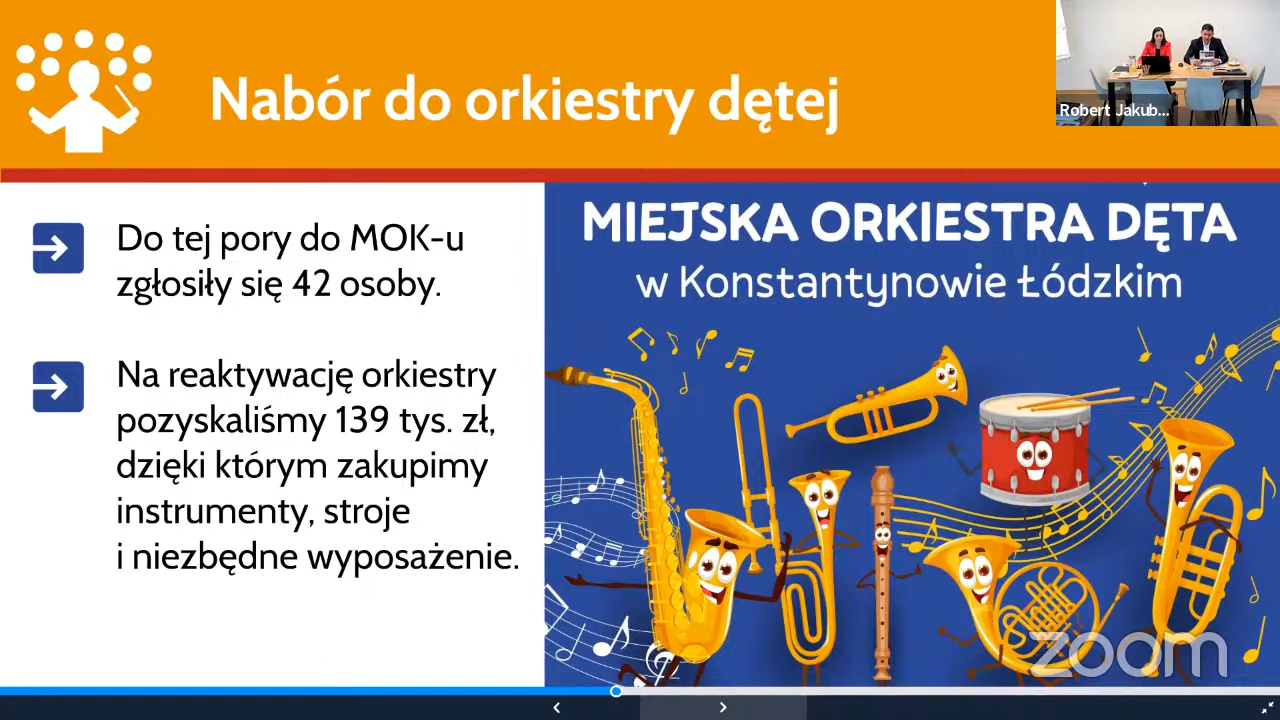 Nabór do orkiestry dętej
Robert Jakub...
Do tej pory do MOK-u
zgłosiły się 42 osoby.
Na reaktywację orkiestry
pozyskaliśmy 139 tys. zł,
dzięki którym zakupimy
instrumenty, stroje
i niezbędne wyposażenie.
MIEJSKA ORKIESTRA DĘTA
w Konstantynowie Łódzkim
zoom